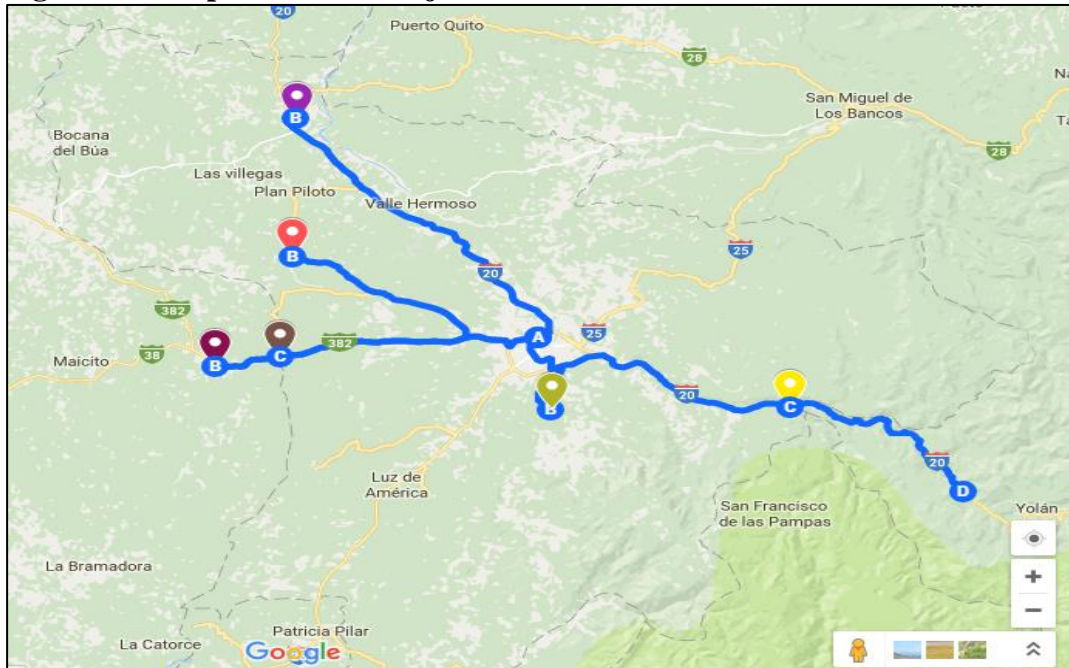 20
Puerto Quito
28
San Miguel de
Los Bancos
B
28
Bocana
del Búa
Las villegas
Plan Piloto
Valle Hermoso
B
25
20
382
A
25
382
C
38
Maicito
B
B
20
C
Luz de
América
20
D
San Francisco
de las Pampas
Yolán
La Bramadora
+
−
Patricia Pilar
La Catorce
Google